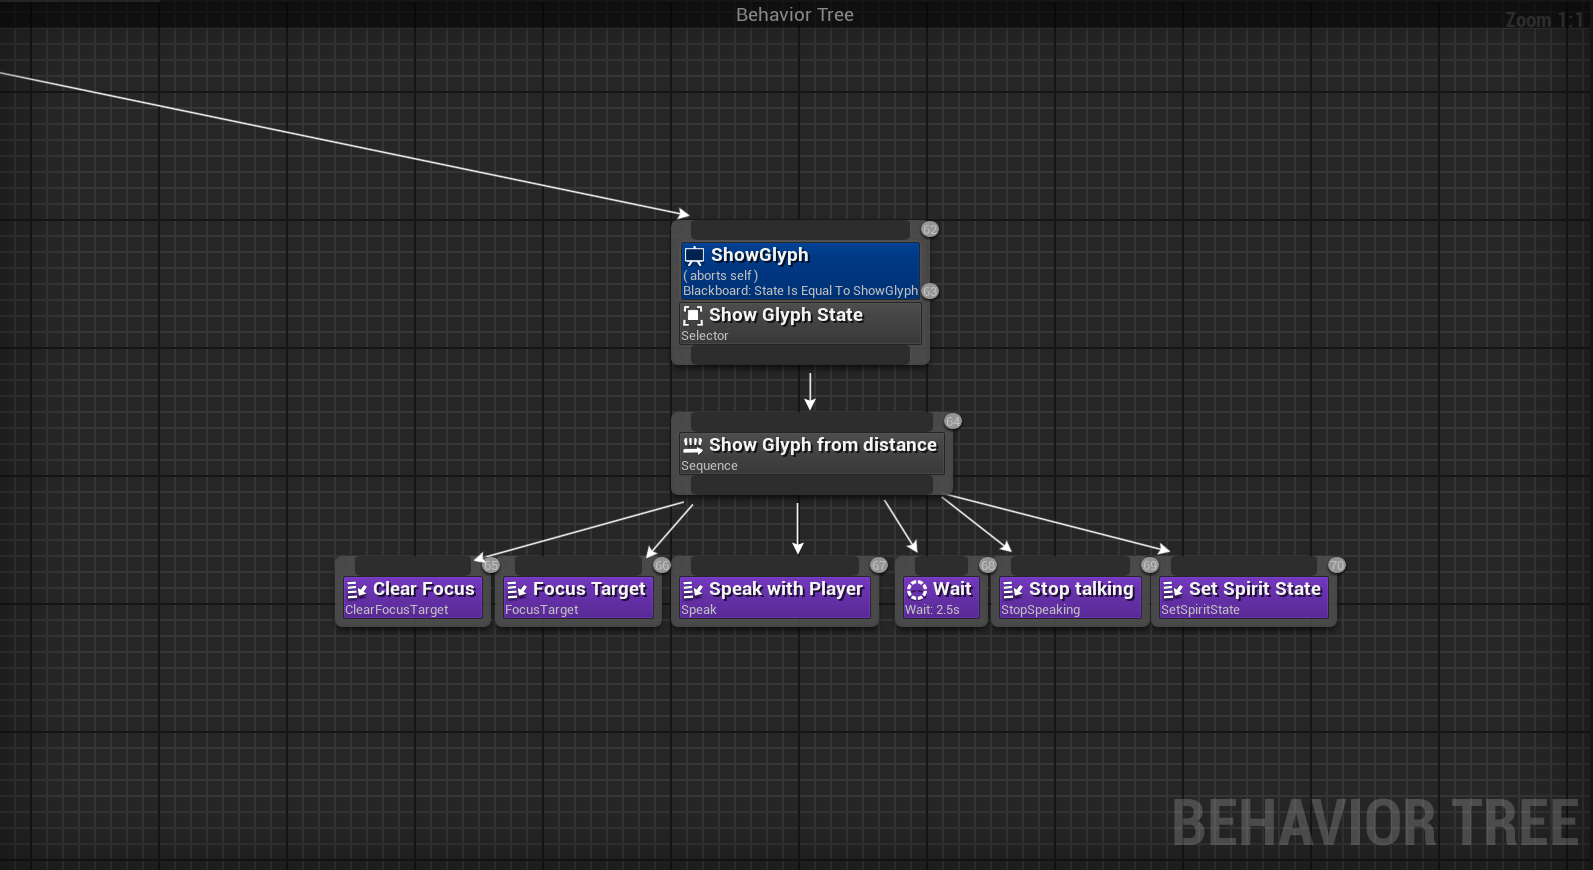 Behavior Tree
Zoom 1:1
62
ShowGlyph
( aborts self )
Blackboard: State Is Equal To ShowGlyph
63
Show Glyph State
Selector
64
Show Glyph from distance
Sequence
65
66
67
68
69
70
Clear Focus
ClearFocusTarget
Focus Target
FocusTarget
Speak with Player
Speak
Wait
Wait: 2.5s
Stop talking
StopSpeaking
Set Spirit State
SetSpiritState
BEHAVIOR TREE